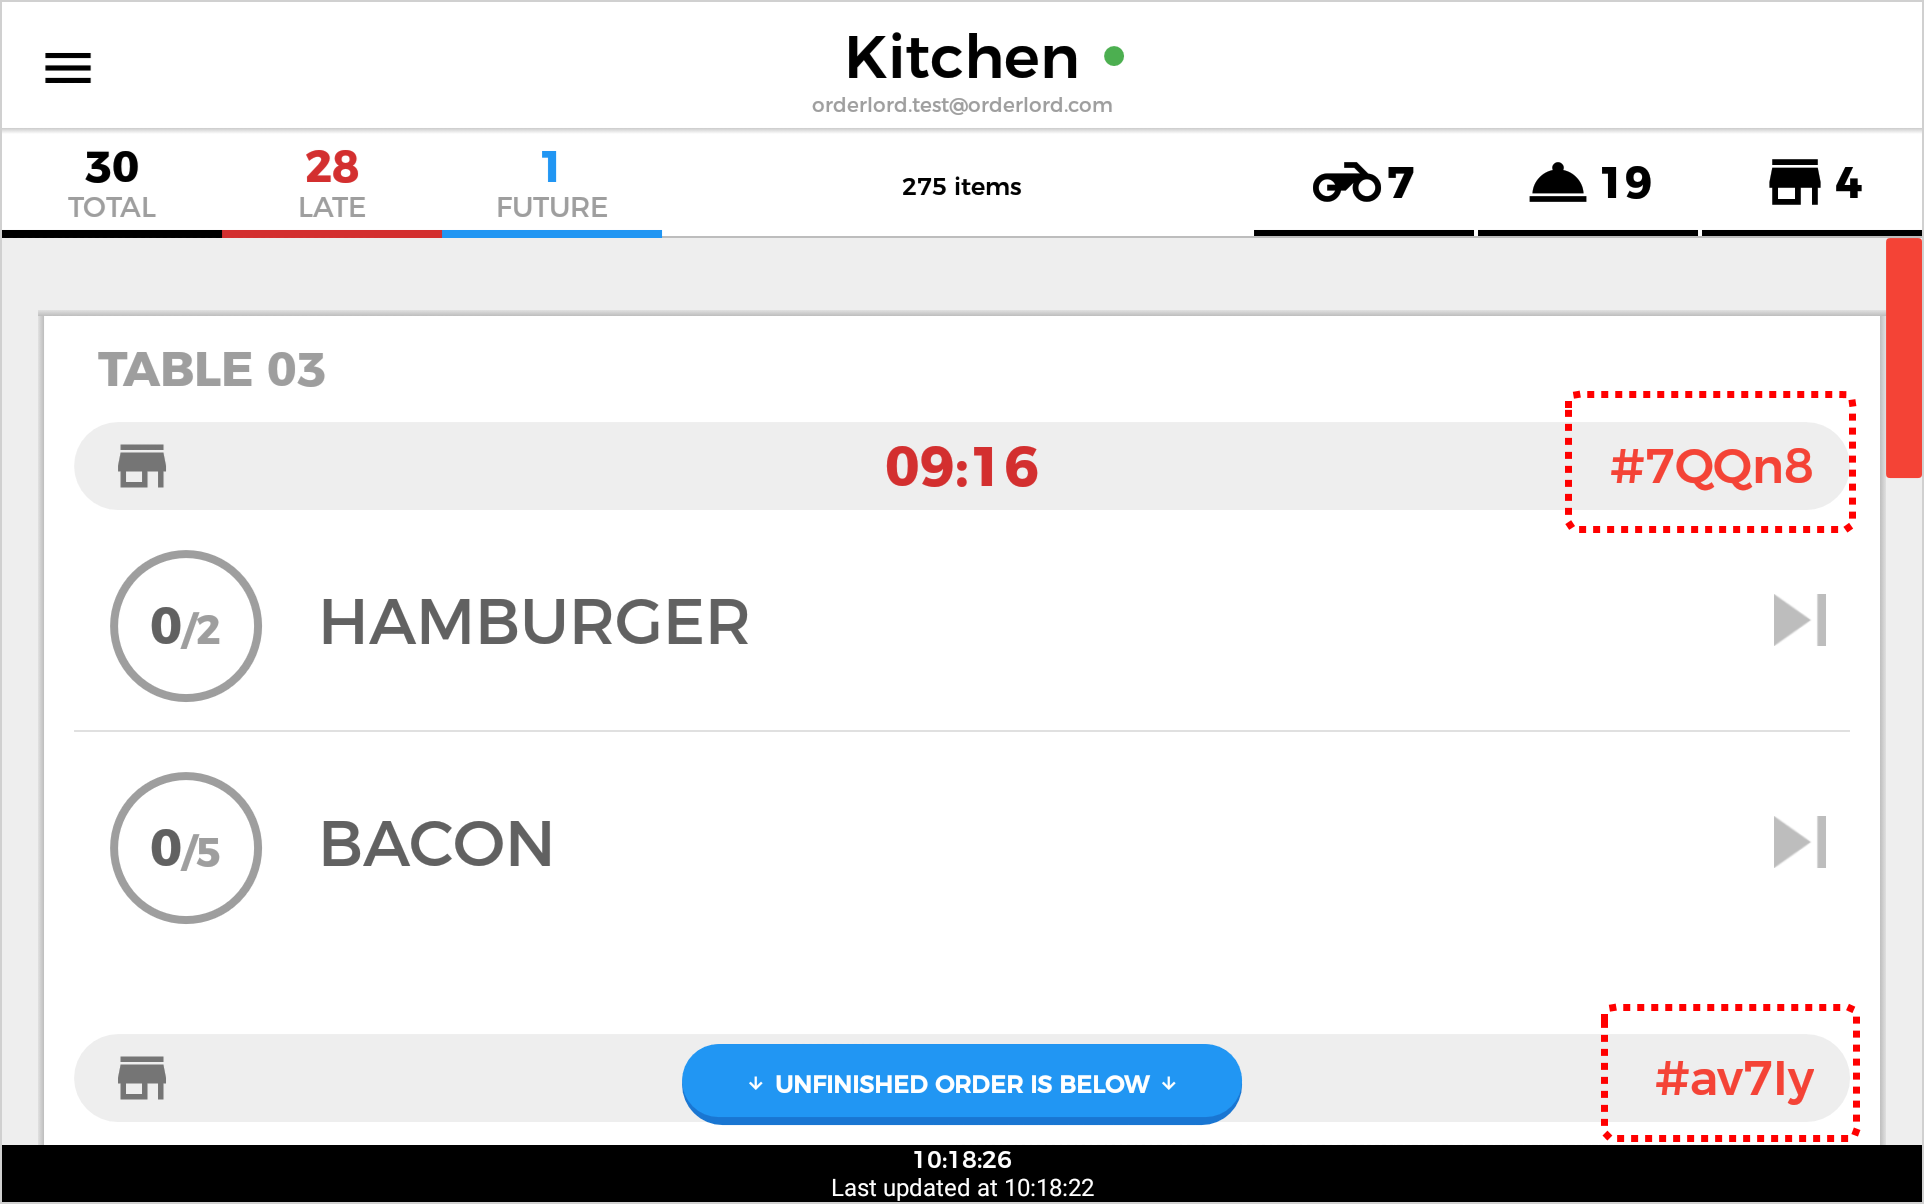 Kitchen
orderlord.test@orderlord.com
30 28 1
TOTAL LATE FUTURE
275 items
7 19 4
TABLE 03
09:16 #7QQn8
0/2 HAMBURGER
0/5 BACON
↓ UNFINISHED ORDER IS BELOW ↓ #av7ly
10:18:26
Last updated at 10:18:22